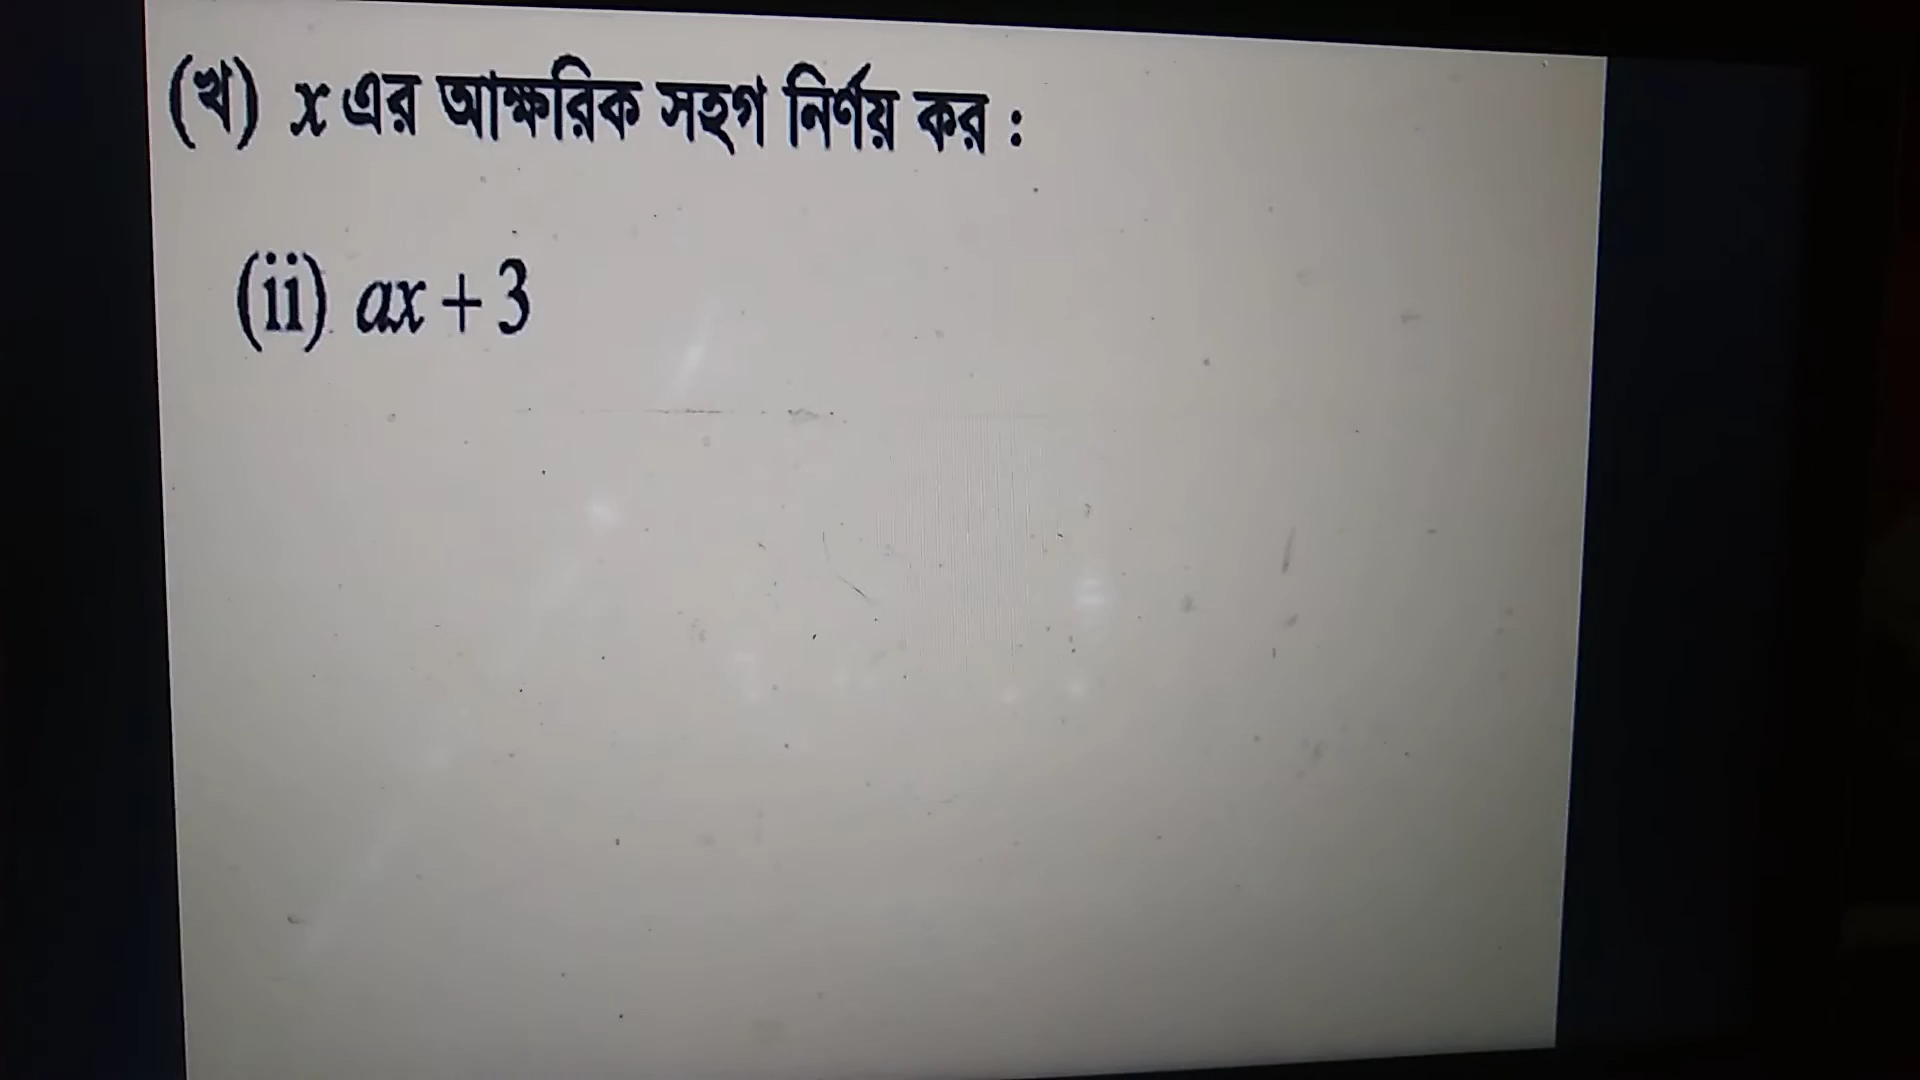 (খ) x এর আক্ষরিক সহগ নির্ণয় কর :
(ii) ax + 3